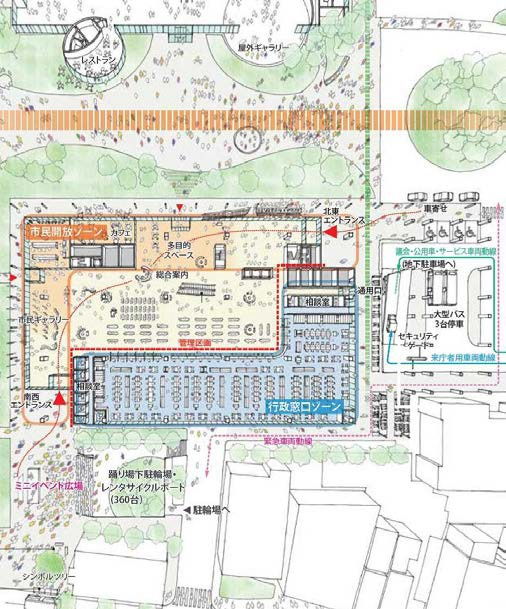 レストラン
屋外ギャラリー
北東
エントランス
車寄せ
市民開放ゾーン
カフェ
多目的
スペース
総合案内
議会・公用車・サービス車両動線
(地下駐車場へ)
通用口
相談室
大型バス
3台停車
市民ギャラリー
セキュリティ
ゲート
管理区画
来庁者用車両動線
相談室
南西
エントランス
行政窓口ゾーン
緊急車両動線
ミニイベント広場
踊り場下駐輪場・
レンタサイクルポート
(360台)
駐輪場へ
シンボルツリー